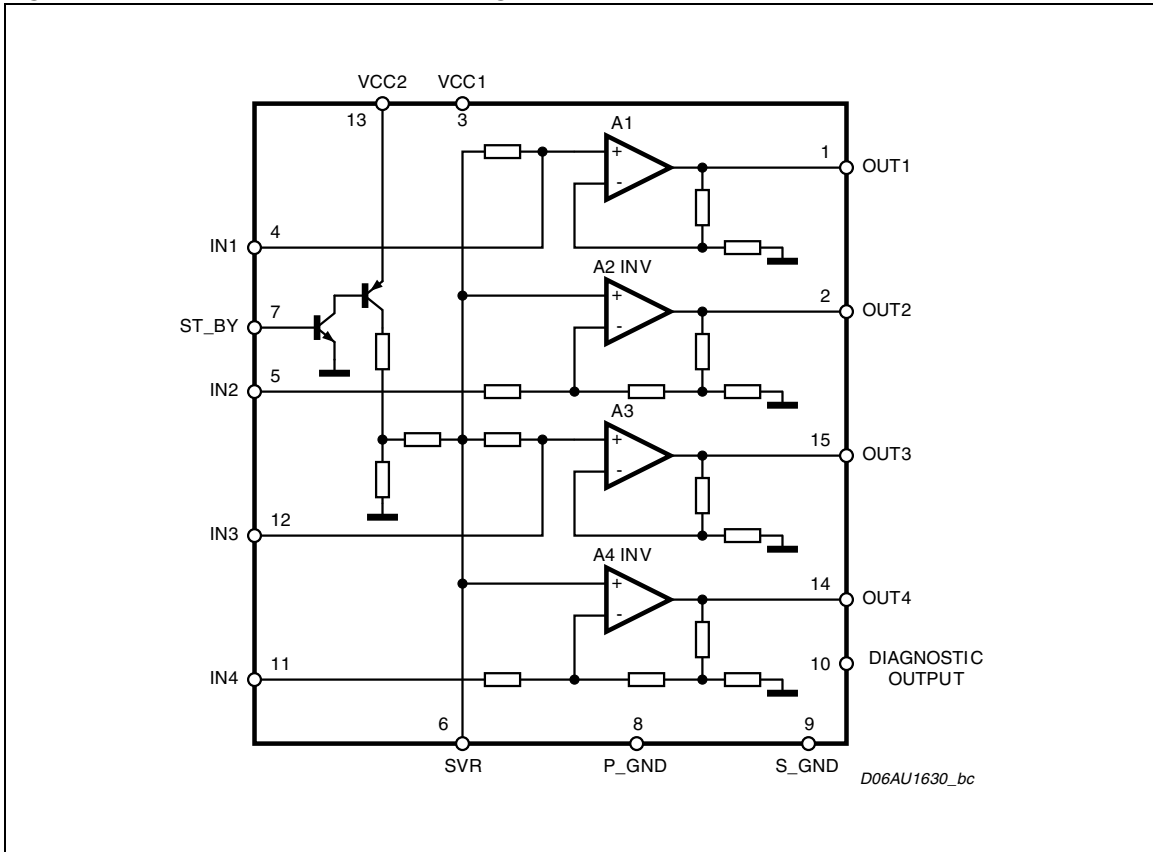 VCC2 VCC1
13 3
A1
+
-
1 OUT1
4
IN1
A2 INV
+
-
2 OUT2
7
ST_BY
5
IN2
A3
+
-
15 OUT3
12
IN3
A4 INV
+
-
14 OUT4
11
IN4
10 DIAGNOSTIC
OUTPUT
6 8 9
SVR P_GND S_GND
D06AU1630_bc